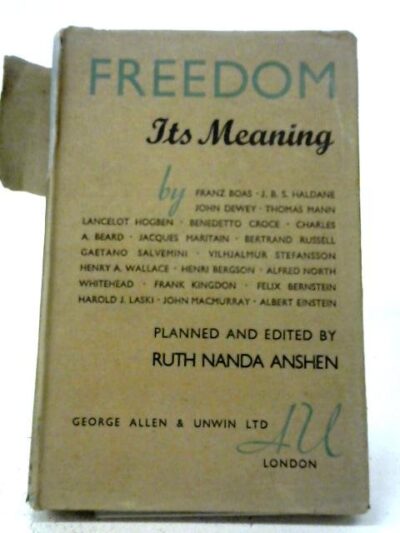 FREEDOM
Its Meaning
by FRANZ BOAS · J. B. S. HALDANE
JOHN DEWEY · THOMAS MANN
LANCELOT HOGBEN · BENEDETTO CROCE · CHARLES
A. BEARD · JACQUES MARITAIN · BERTRAND RUSSELL
GAETANO SALVEMINI · VILHJALMUR STEFANSSON
HENRY A. WALLACE · HENRI BERGSON · ALFRED NORTH
WHITEHEAD · FRANK KINGDON · FELIX BERNSTEIN
HAROLD J. LASKI · JOHN MACMURRAY · ALBERT EINSTEIN
PLANNED AND EDITED BY
RUTH NANDA ANSHEN
GEORGE ALLEN & UNWIN LTD
AU
LONDON